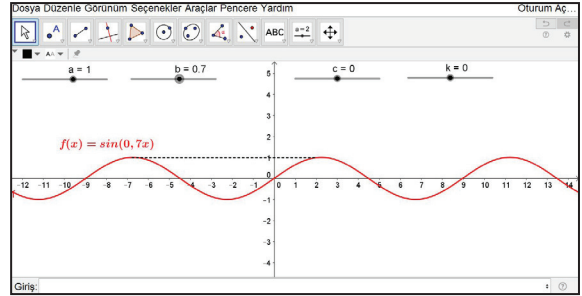 Dosya Düzenle Görünüm Seçenekler Araçlar Pencere Yardım Oturum Aç...
ABC a=2
AA
a = 1 b = 0.7 c = 0 k = 0
f(x) = sin(0,7x)
5
4
3
2
1
0
-12 -11 -10 -9 -8 -7 -6 -5 -4 -3 -2 -1 0 1 2 3 4 5 6 7 8 9 10 11 12 13 14
-1
-2
-3
-4
Giriş: